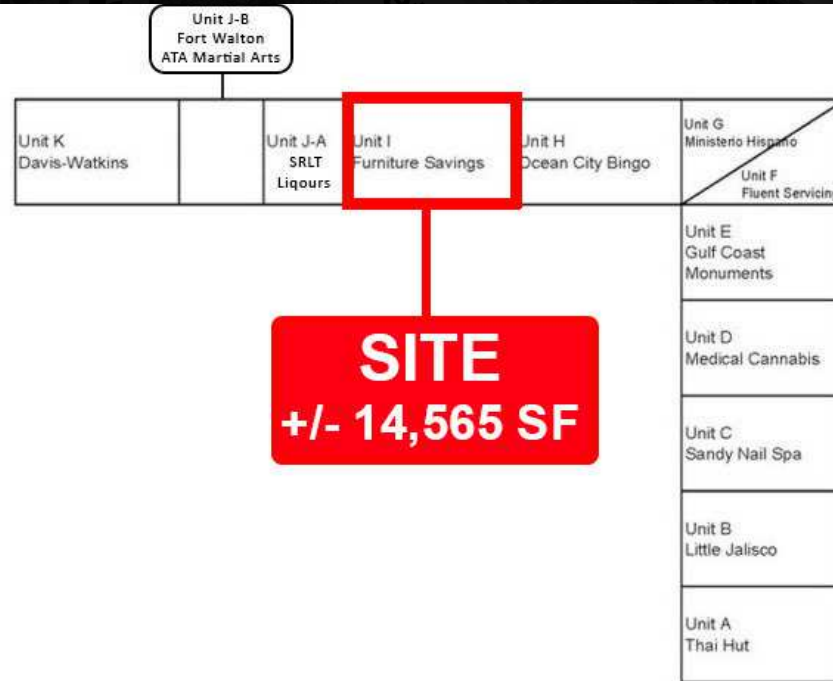 Unit J-B
Fort Walton
ATA Martial Arts
Unit K
Davis-Watkins
Unit J-A
SRLT
Liqours
Unit I
Furniture Savings
Unit H
Ocean City Bingo
Unit G
Ministerio Hispano
Unit F
Fluent Servicing
Unit E
Gulf Coast
Monuments
SITE
+/- 14,565 SF
Unit D
Medical Cannabis
Unit C
Sandy Nail Spa
Unit B
Little Jalisco
Unit A
Thai Hut